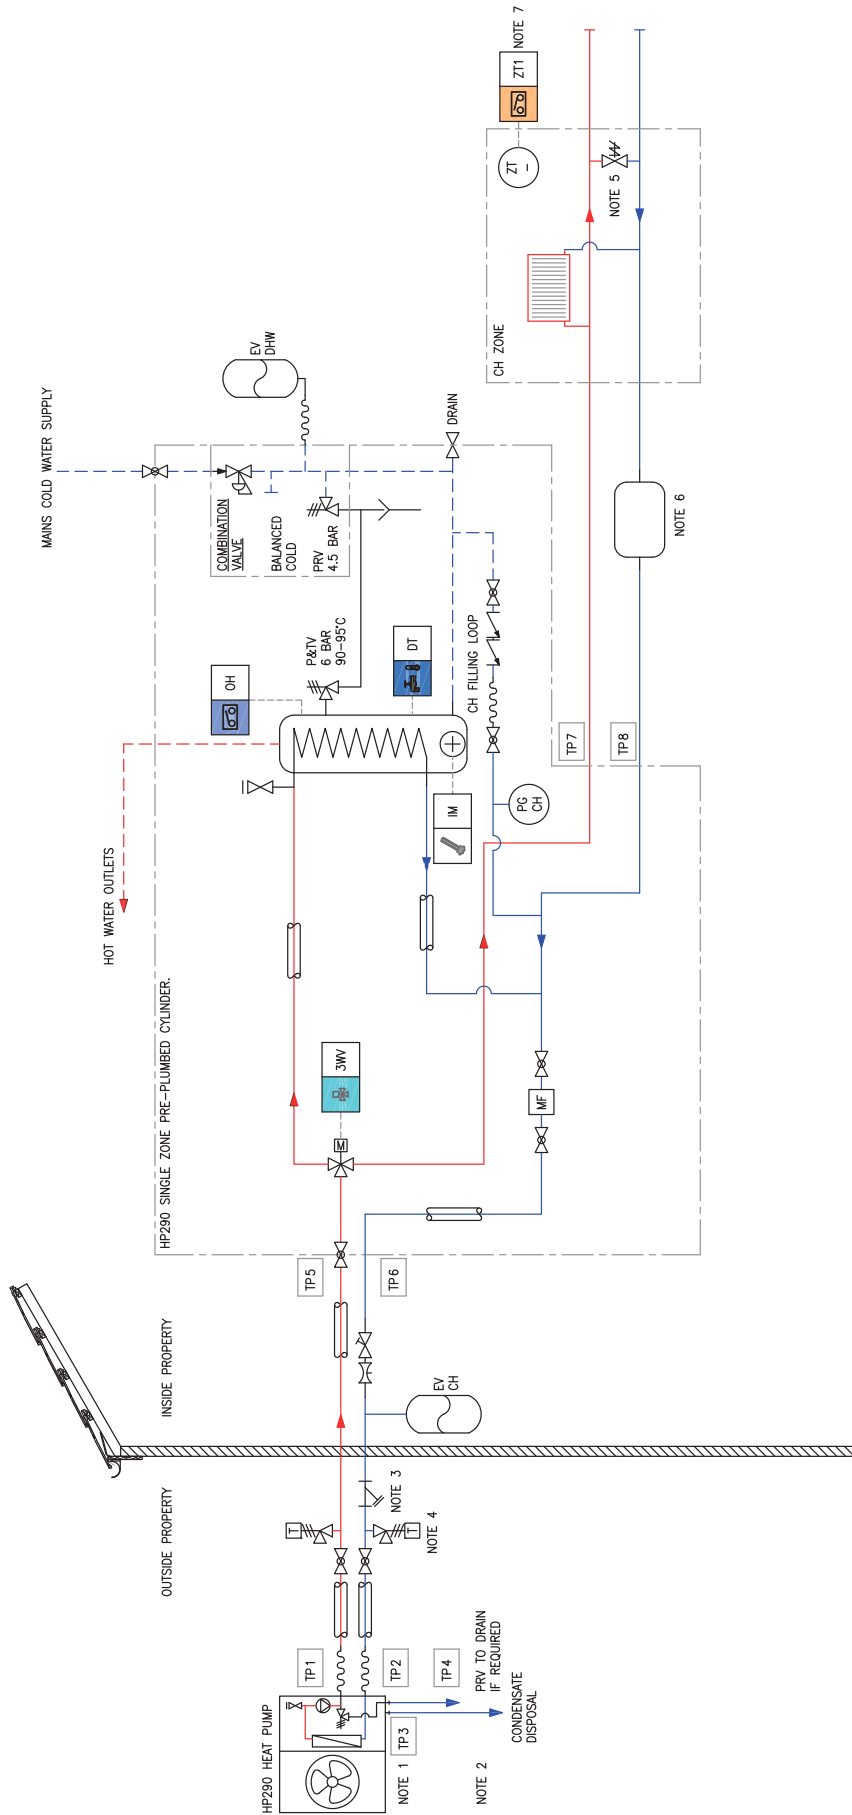 MAINS COLD WATER SUPPLY
HOT WATER OUTLETS
HP290 SINGLE ZONE PRE-PLUMBED CYLINDER.
INSIDE PROPERTY
OUTSIDE PROPERTY
HP290 HEAT PUMP
COMBINATION
VALVE
BALANCED
COLD
PRV
4.5 BAR
EV
DHW
DRAIN
P&TV
6 BAR
90-95°C
OH
DT
IM
CH FILLING LOOP
PG
CH
3WV
M
MF
TP5
TP6
TP7
TP8
CH ZONE
ZT
ZT1
NOTE 7
NOTE 5
NOTE 6
EV
CH
NOTE 3
NOTE 4
T
T
TP1
TP2
TP3
TP4
PRV TO DRAIN
IF REQUIRED
CONDENSATE
DISPOSAL
NOTE 1
NOTE 2